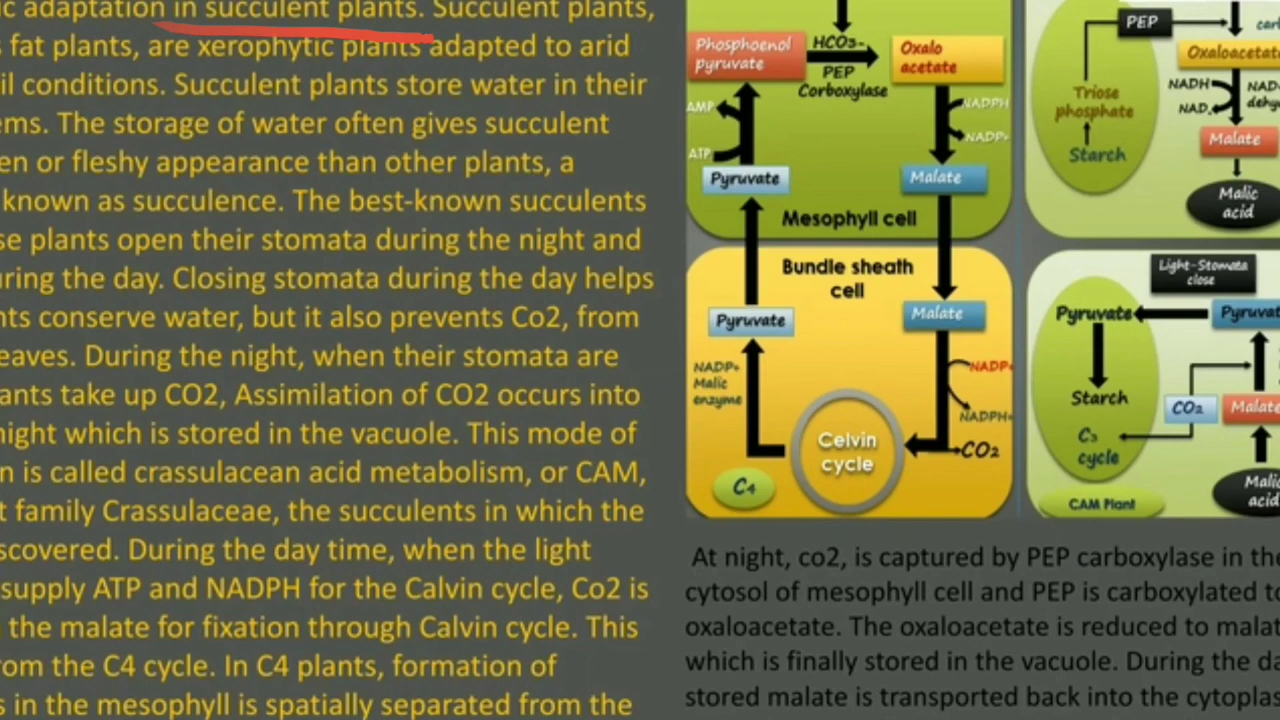 ic adaptation in succulent plants. Succulent plants,
s fat plants, are xerophytic plants adapted to arid
il conditions. Succulent plants store water in their
ems. The storage of water often gives succulent
en or fleshy appearance than other plants, a
known as succulence. The best-known succulents
se plants open their stomata during the night and
uring the day. Closing stomata during the day helps
nts conserve water, but it also prevents Co2, from
eaves. During the night, when their stomata are
ants take up CO2, Assimilation of CO2 occurs into
night which is stored in the vacuole. This mode of
n is called crassulacean acid metabolism, or CAM,
t family Crassulaceae, the succulents in which the
scovered. During the day time, when the light
supply ATP and NADPH for the Calvin cycle, Co2 is
the malate for fixation through Calvin cycle. This
rom the C4 cycle. In C4 plants, formation of
s in the mesophyll is spatially separated from the
Phosphoenol
pyruvate
HCO3-
PEP
Corboxylase
Oxalo
acetate
AMP
ATP
NADPH
NADP+
Pyruvate
Malate
Mesophyll cell
Bundle sheath
cell
Pyruvate
Malate
NADP+
Malic
enzyme
NADP+
NADPH+
Celvin
cycle
CO2
C4
PEP
carb
Oxaloacetate
Triose
phosphate
Starch
NADH
NAD+
NAD
dehy
Malate
Malic
acid
Light-Stomata
close
Pyruvate
Pyruvat
Starch
CO2
Malate
C3
cycle
Malic
acid
CAM Plant
At night, co2, is captured by PEP carboxylase in the
cytosol of mesophyll cell and PEP is carboxylated to
oxaloacetate. The oxaloacetate is reduced to malat
which is finally stored in the vacuole. During the da
stored malate is transported back into the cytoplas